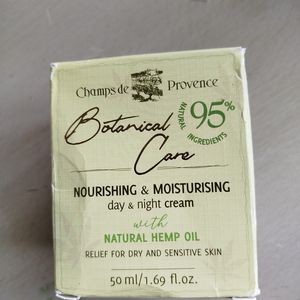 Champs de Provence
Botanical
Care
95%
NATURAL
INGREDIENTS
NOURISHING & MOISTURISING
day & night cream
with
NATURAL HEMP OIL
RELIEF FOR DRY AND SENSITIVE SKIN
50 ml/1.69 fl.oz.